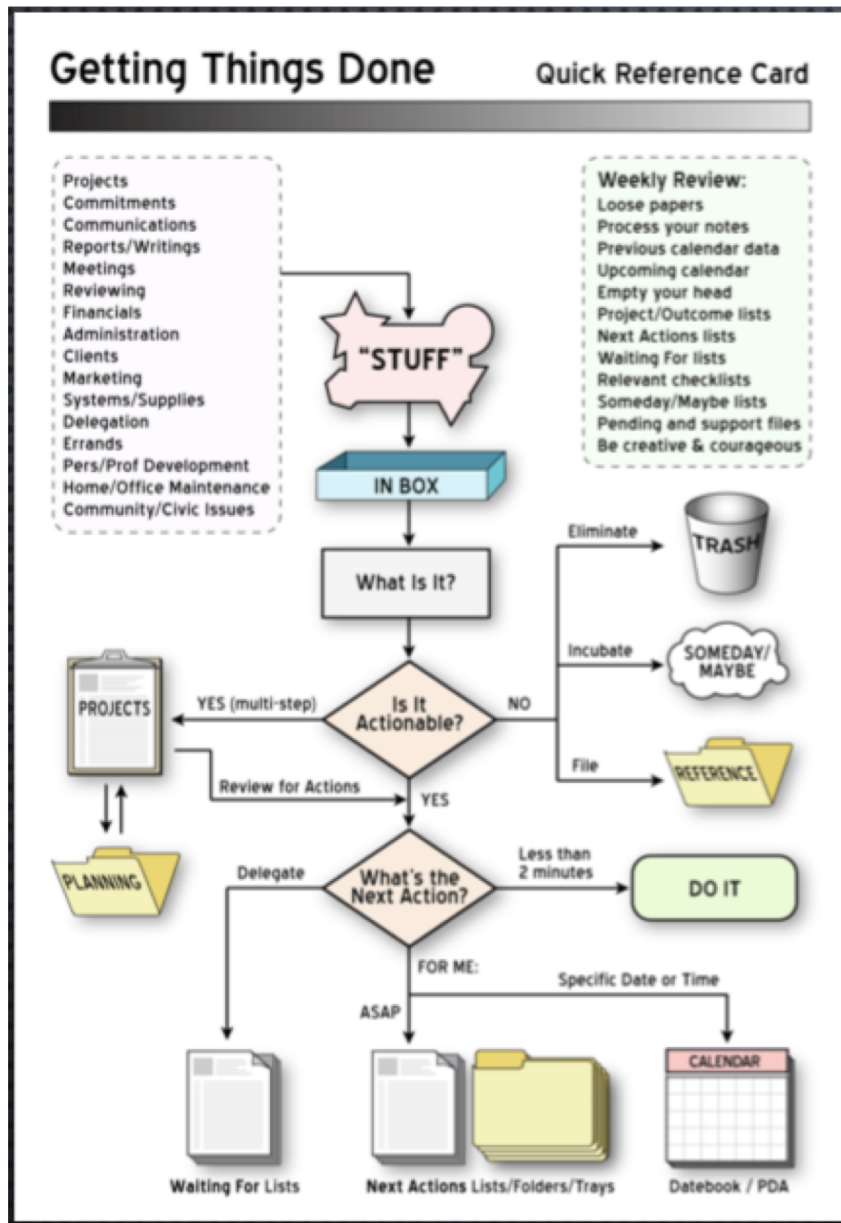 Getting Things Done
Quick Reference Card
Projects
Commitments
Communications
Reports/Writings
Meetings
Reviewing
Financials
Administration
Clients
Marketing
Systems/Supplies
Delegation
Errands
Pers/Prof Development
Home/Office Maintenance
Community/Civic Issues
Weekly Review:
Loose papers
Process your notes
Previous calendar data
Upcoming calendar
Empty your head
Project/Outcome lists
Next Actions lists
Waiting For lists
Relevant checklists
Someday/Maybe lists
Pending and support files
Be creative & courageous
"STUFF"
IN BOX
What Is It?
Eliminate
TRASH
Incubate
SOMEDAY/
MAYBE
File
REFERENCE
Is It
Actionable?
NO
YES (multi-step)
PROJECTS
Review for Actions
YES
PLANNING
Delegate
What's the
Next Action?
Less than
2 minutes
DO IT
FOR ME:
Specific Date or Time
ASAP
CALENDAR
Waiting For Lists
Next Actions Lists/Folders/Trays
Datebook / PDA